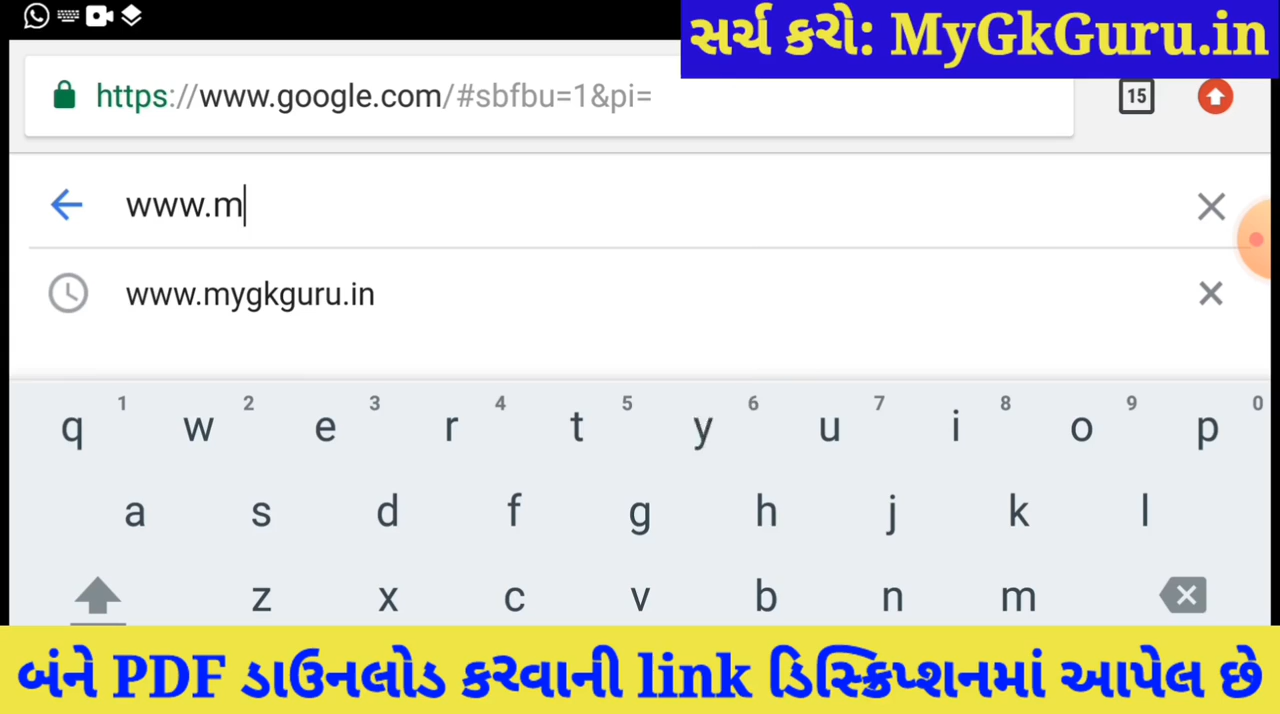 સર્ચ કરો: MyGkGuru.in
https://www.google.com/#sbfbu=1&pi=
15
www.m
www.mygkguru.in
1 2 3 4 5 6 7 8 9 0
q w e r t y u i o p
a s d f g h j k l
z x c v b n m
બંને PDF ડાઉનલોડ કરવાની link ડિસ્ક્રિપ્શનમાં આપેલ છે